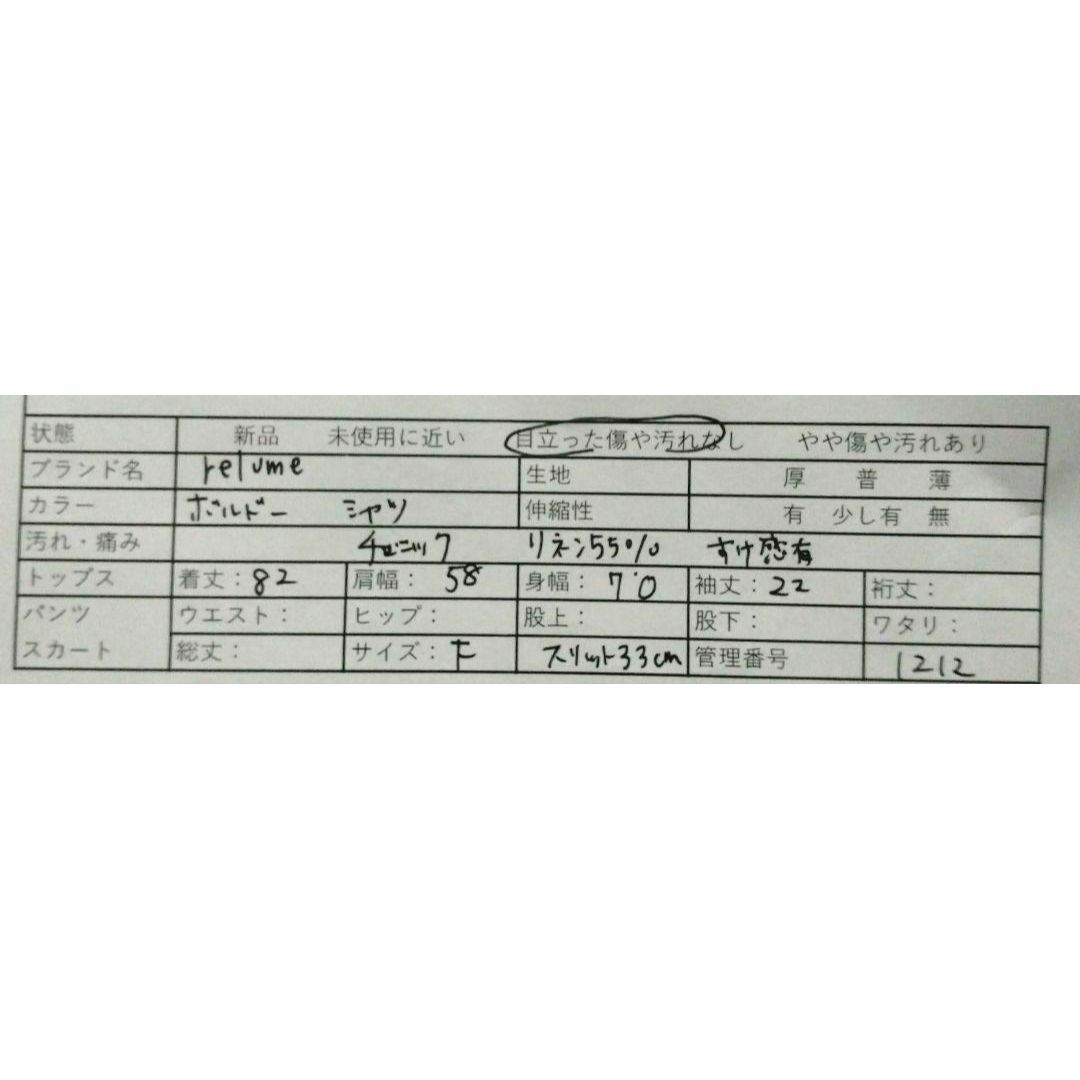 状態 新品 未使用に近い 目立った傷や汚れなし やや傷や汚れあり
ブランド名 relume 生地 厚 普 薄
カラー ボルドー シャツ 伸縮性 有 少し有 無
汚れ・痛み チュニック リネン55% すけ感有
トップス 着丈:82 肩幅:58 身幅:70 袖丈:22 裄丈:
パンツ ウエスト: ヒップ: 股上: 股下: ワタリ:
スカート 総丈: サイズ:F スリット33cm 管理番号 1212